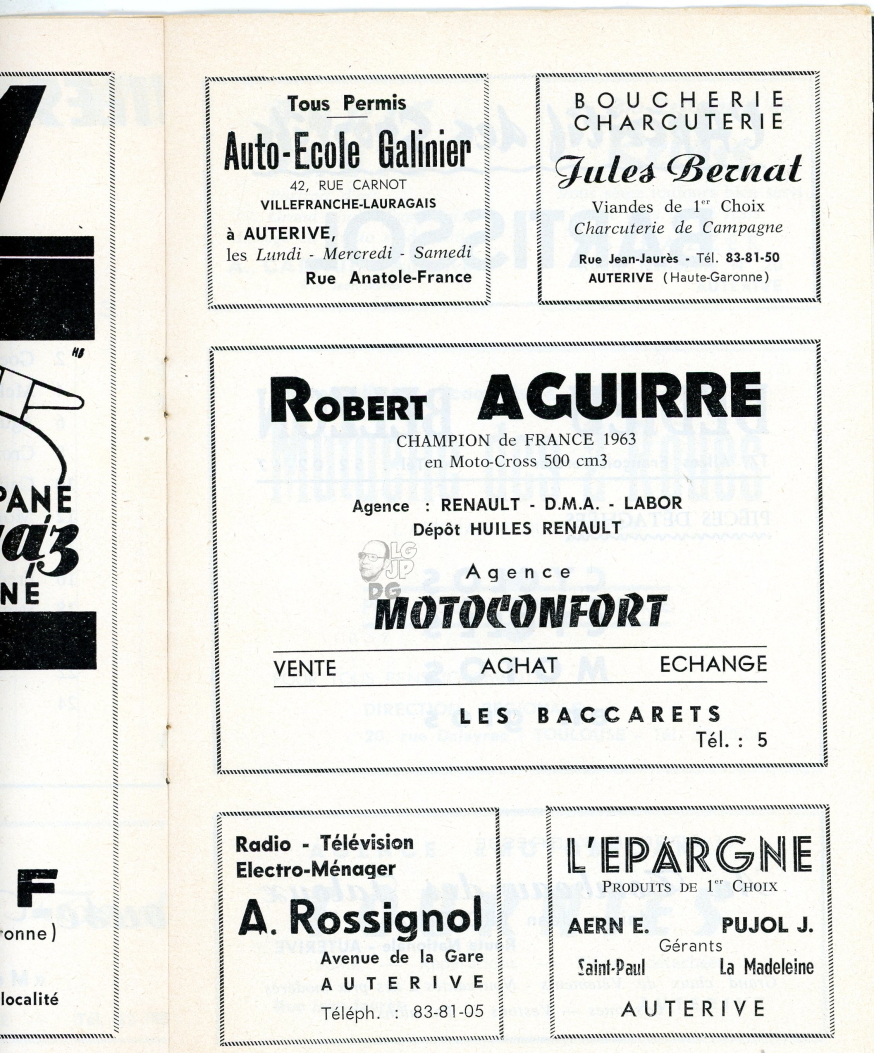 HB
PANE
NÉ
F
ronne)
localité
Tous Permis
Auto-Ecole Galinier
42, RUE CARNOT
VILLEFRANCHE-LAURAGAIS
à AUTERIVE,
les Lundi - Mercredi - Samedi
Rue Anatole-France
BOUCHERIE
CHARCUTERIE
Jules Bernat
Viandes de 1er Choix
Charcuterie de Campagne
Rue Jean-Jaurès - Tél. 83-81-50
AUTERIVE (Haute-Garonne)
ROBERT AGUIRRE
CHAMPION de FRANCE 1963
en Moto-Cross 500 cm3
Agence : RENAULT - D.M.A. - LABOR
Dépôt HUILES RENAULT
LG
JP
DG
Agence
MOTOCONFORT
VENTE ACHAT ECHANGE
LES BACCARETS
Tél. : 5
Radio - Télévision
Electro-Ménager
A. Rossignol
Avenue de la Gare
AUTERIVE
Téléph. : 83-81-05
L'EPARGNE
PRODUITS DE 1er CHOIX
AERN E. PUJOL J.
Gérants
Saint-Paul La Madeleine
AUTERIVE